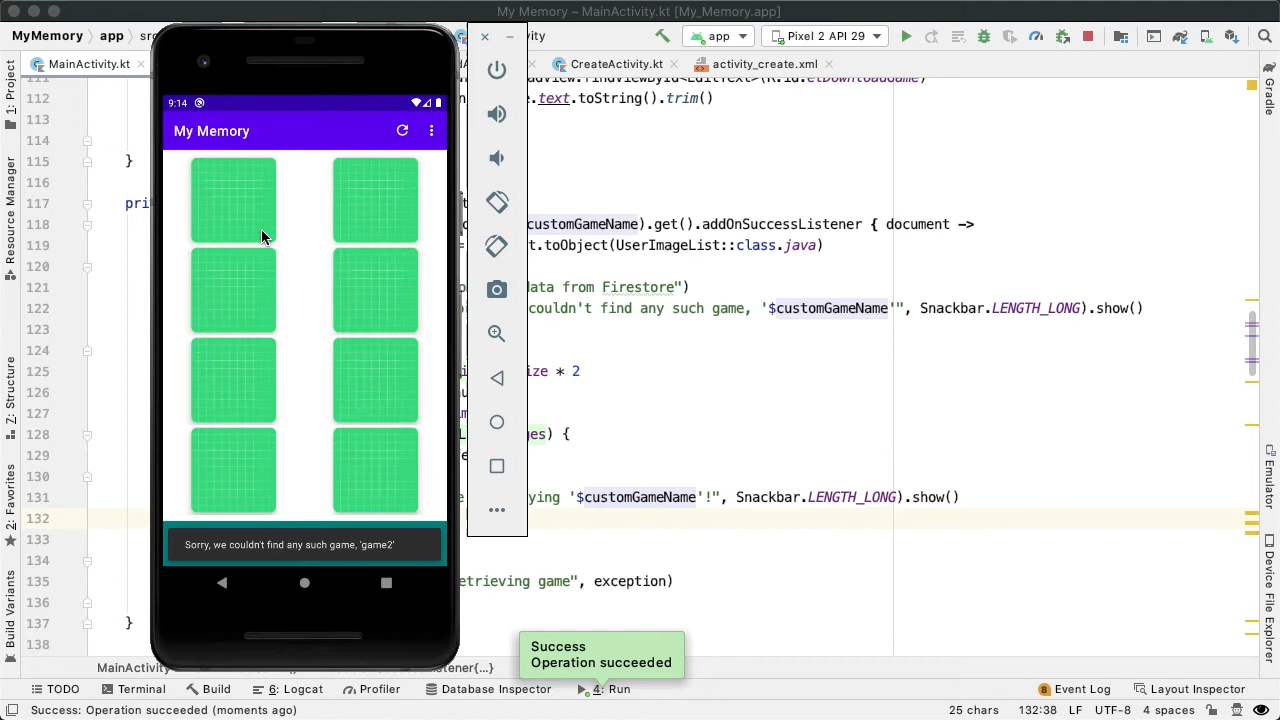 My Memory – MainActivity.kt [My_Memory.app]
MyMemory
app
app
Pixel 2 API 29
MainActivity.kt
CreateActivity.kt
activity_create.xml
1: Project
Resource Manager
Z: Structure
2: Favorites
Build Variants
Gradle
Emulator
Device File Explorer
112
.text.toString().trim()
113
114
115
}
116
117
118
customGameName).get().addOnSuccessListener { document ->
119
t.toObject(UserImageList::class.java)
120
121
data from Firestore")
122
couldn't find any such game, '$customGameName'", Snackbar.LENGTH_LONG).show()
123
124
125
ize * 2
126
127
128
ges) {
129
130
131
ying '$customGameName'!", Snackbar.LENGTH_LONG).show()
132
133
134
135
etrieving game", exception)
136
137
}
138
9:14
My Memory
Sorry, we couldn't find any such game, 'game2'
Success
Operation succeeded
MainActivity
tener{...}
TODO
Terminal
Build
6: Logcat
Profiler
Database Inspector
4: Run
8
Event Log
Layout Inspector
Success: Operation succeeded (moments ago)
25 chars
132:38
LF
UTF-8
4 spaces